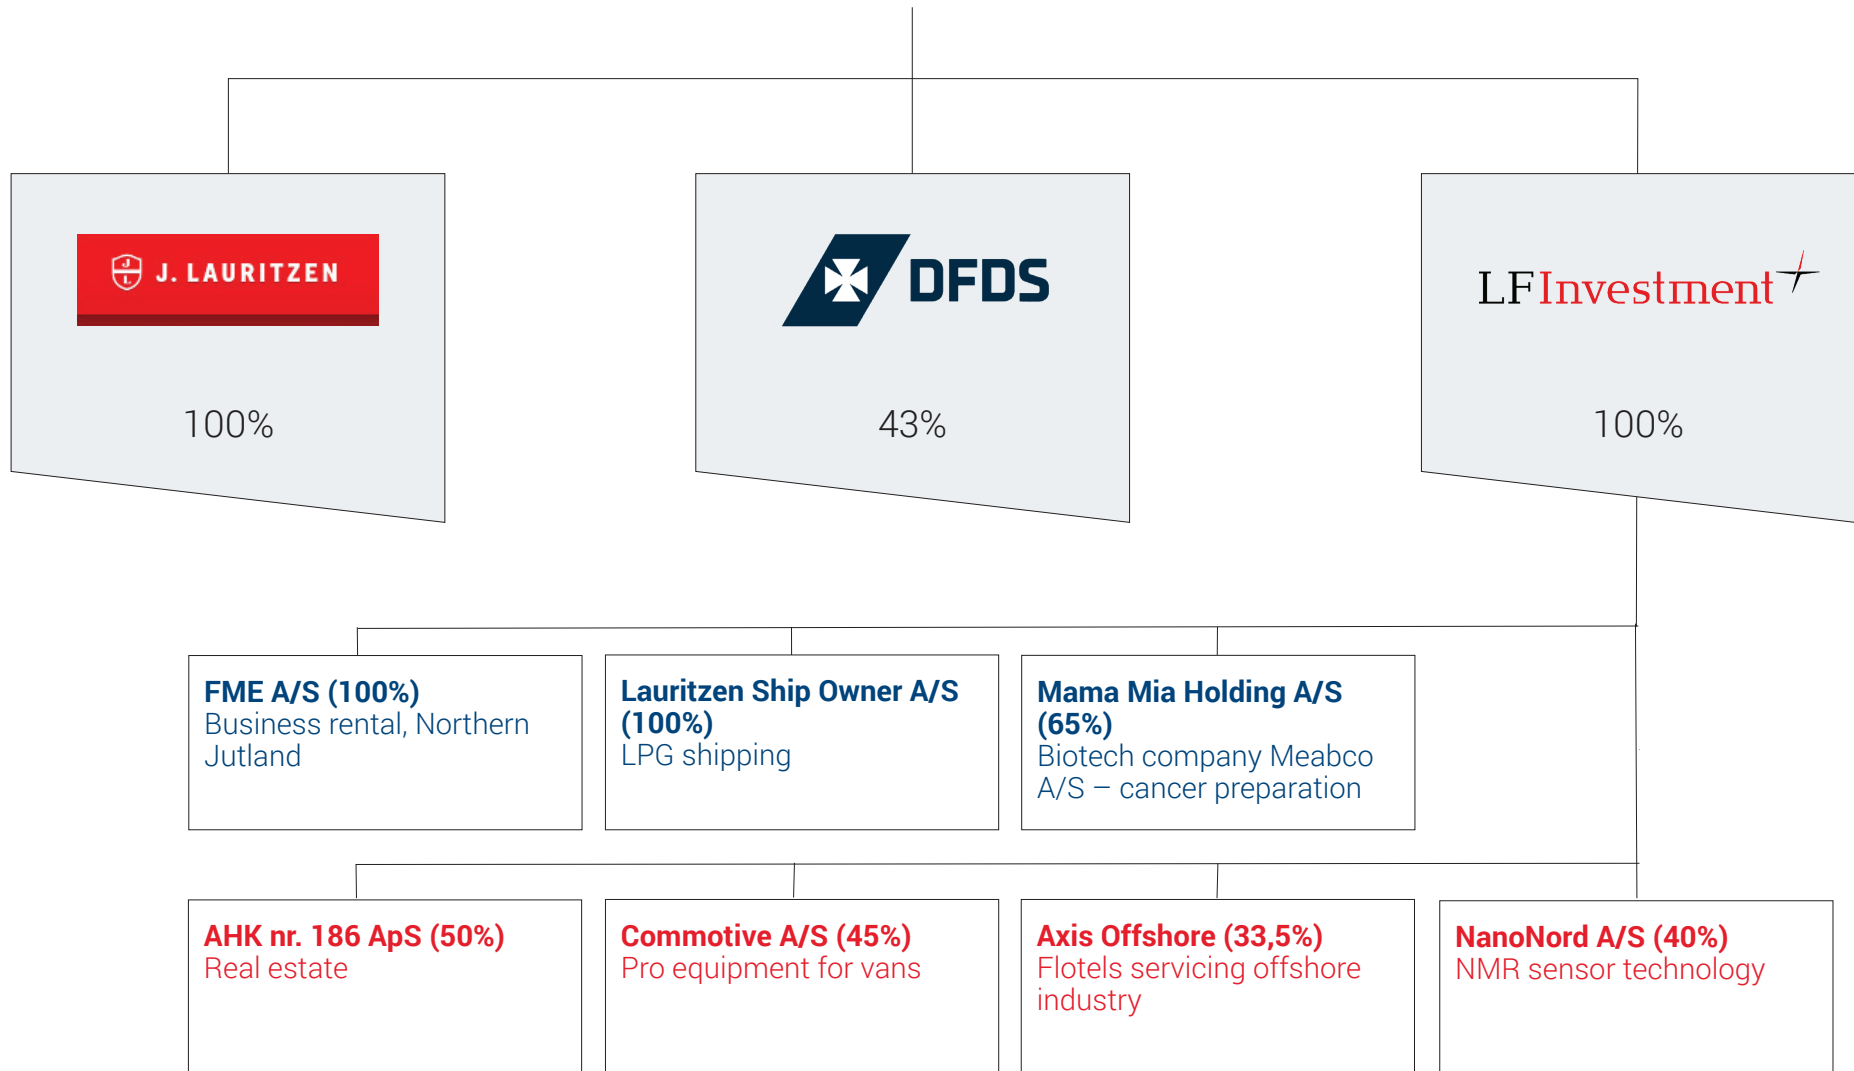 J
L
J. LAURITZEN
DFDS
LFInvestment
100%
43%
100%
FME A/S (100%)
Business rental, Northern
Jutland
Lauritzen Ship Owner A/S
(100%)
LPG shipping
Mama Mia Holding A/S
(65%)
Biotech company Meabco
A/S – cancer preparation
AHK nr. 186 ApS (50%)
Real estate
Commotive A/S (45%)
Pro equipment for vans
Axis Offshore (33,5%)
Flotels servicing offshore
industry
NanoNord A/S (40%)
NMR sensor technology